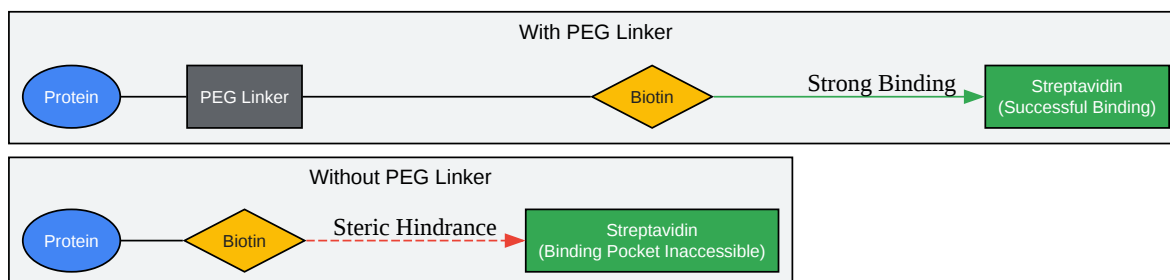 With PEG Linker
Protein
PEG Linker
Biotin
Strong Binding
Streptavidin
(Successful Binding)
Without PEG Linker
Protein
Biotin
Steric Hindrance
Streptavidin
(Binding Pocket Inaccessible)